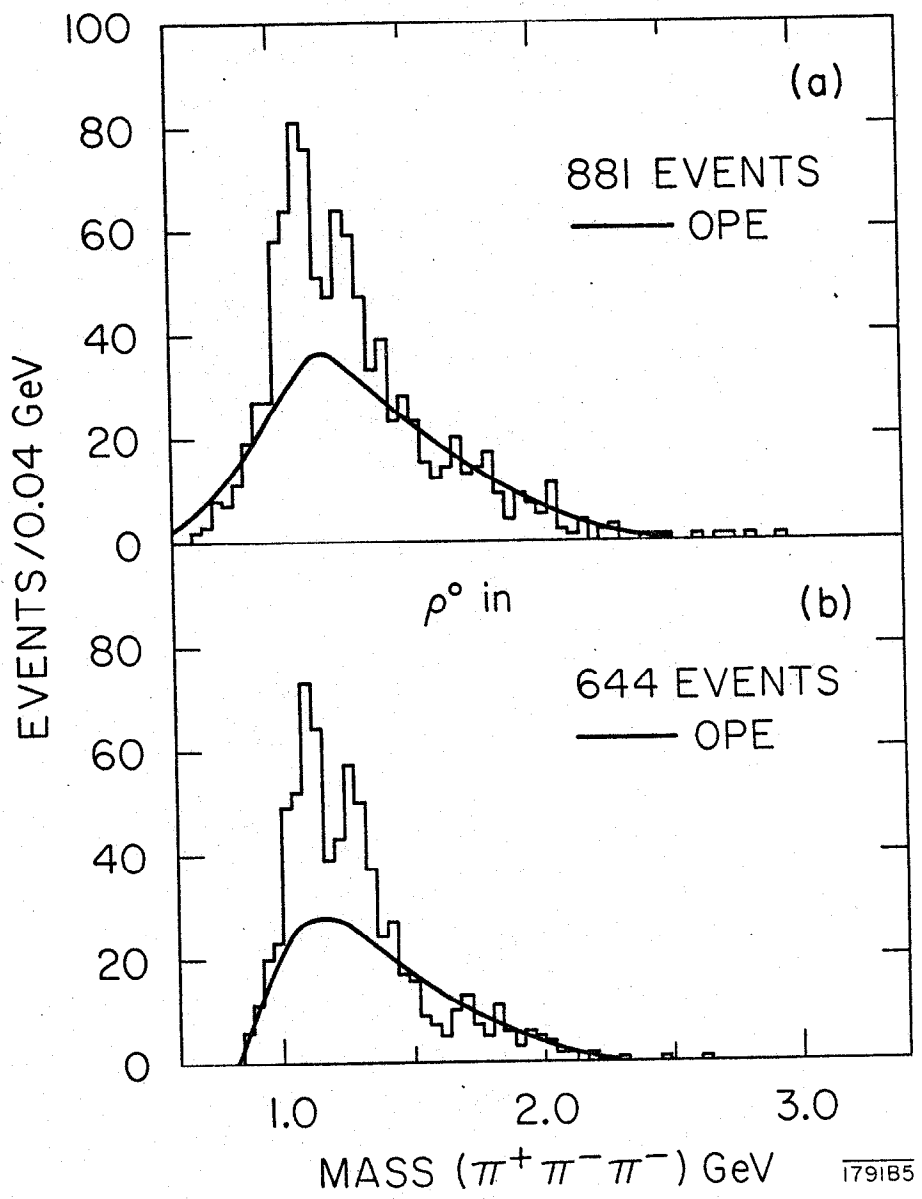 100
(a)
80
881 EVENTS
OPE
60
40
20
0
EVENTS/0.04 GeV
ρ° in
(b)
80
644 EVENTS
OPE
60
40
20
0
1.0 2.0 3.0
MASS (π⁺π⁻π⁻) GeV
1791B5